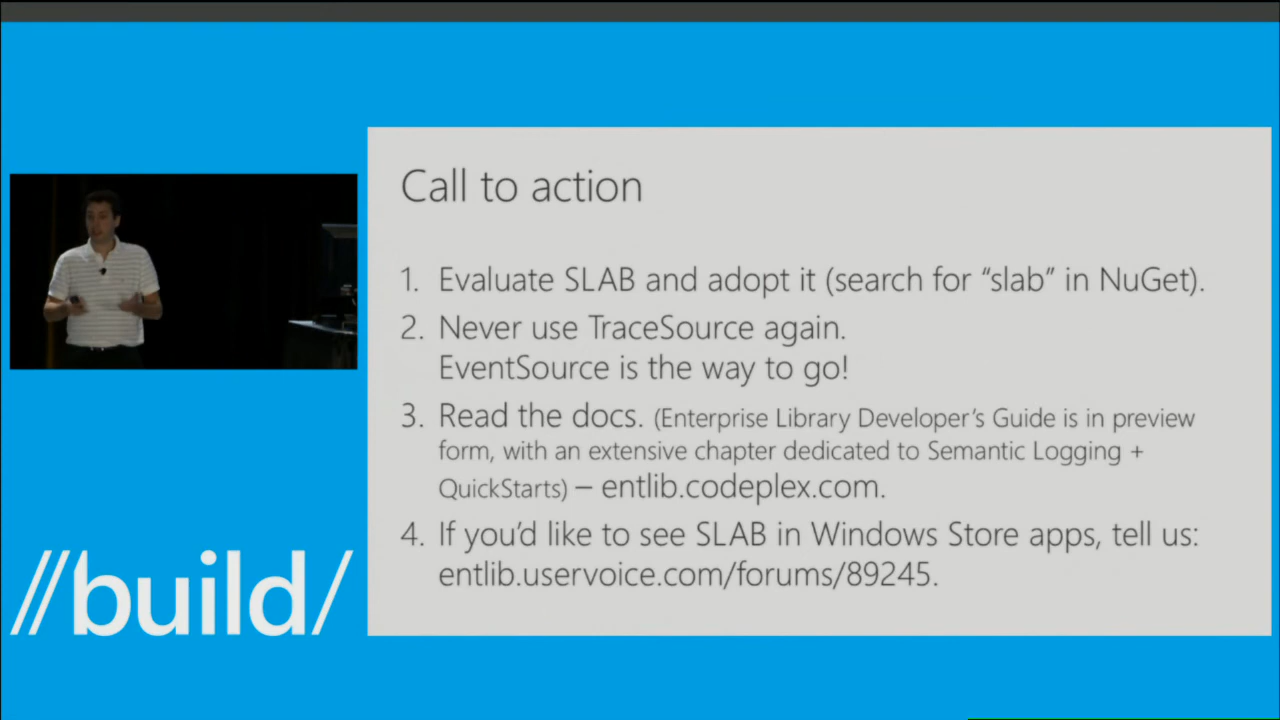 Call to action
1. Evaluate SLAB and adopt it (search for “slab” in NuGet).
2. Never use TraceSource again.
EventSource is the way to go!
3. Read the docs. (Enterprise Library Developer’s Guide is in preview
form, with an extensive chapter dedicated to Semantic Logging +
QuickStarts) – entlib.codeplex.com.
4. If you’d like to see SLAB in Windows Store apps, tell us:
entlib.uservoice.com/forums/89245.
//build/